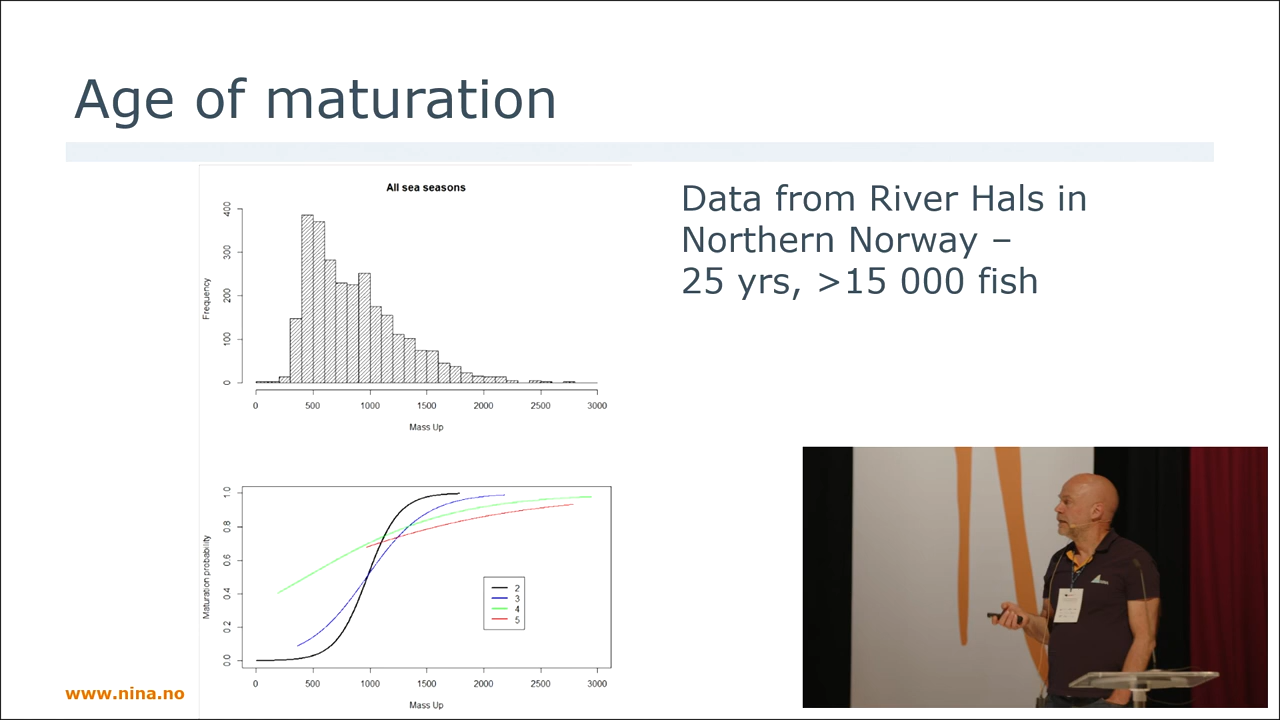 Age of maturation
All sea seasons
400
300
200
100
0
Frequency
0 500 1000 1500 2000 2500 3000
Mass Up
Data from River Hals in
Northern Norway –
25 yrs, >15 000 fish
1.0
0.8
0.6
0.4
0.2
0.0
Maturation probability
2
3
4
5
0 500 1000 1500 2000 2500 3000
Mass Up
www.nina.no